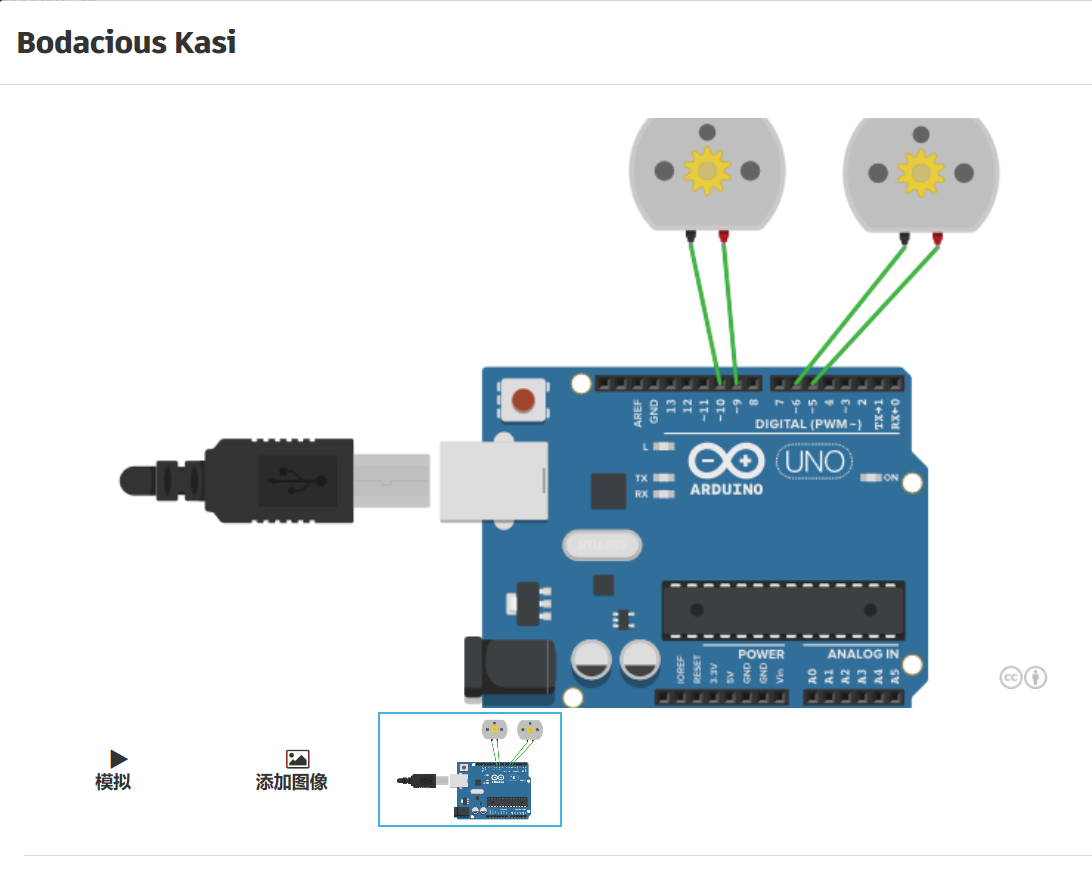 Bodacious Kasi
AREF
GND
13
12
~11
~10
~9
8
7
~6
~5
4
~3
2
TX→1
RX←0
DIGITAL (PWM~)
L
TX
RX
ARDUINO
UNO
ON
POWER
ANALOG IN
IOREF
RESET
3.3V
5V
GND
GND
Vin
A0
A1
A2
A3
A4
A5
cc
模拟
添加图像